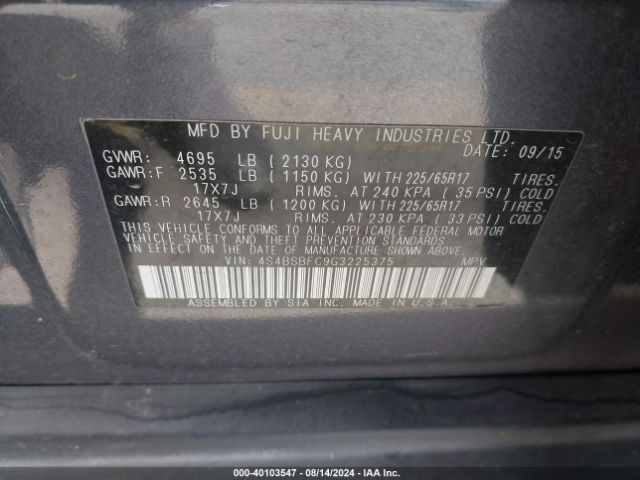 MFD BY FUJI HEAVY INDUSTRIES LTD.
GVWR: 4695 LB ( 2130 KG) DATE: 09/15
GAWR:F 2535 LB ( 1150 KG) WITH 225/65R17 TIRES.
17X7J RIMS. AT 240 KPA ( 35 PSI) COLD
GAWR:R 2645 LB ( 1200 KG) WITH 225/65R17 TIRES.
17X7J RIMS. AT 230 KPA ( 33 PSI) COLD
THIS VEHICLE CONFORMS TO ALL APPLICABLE FEDERAL MOTOR
VEHICLE SAFETY AND THEFT PREVENTION STANDARDS
IN EFFECT ON THE DATE OF MANUFACTURE SHOWN ABOVE.
VIN: 4S4BSBFC9G3225375 MPV
ASSEMBLED BY SIA INC. MADE IN U.S.A.
000-40103547 - 08/14/2024 - IAAI